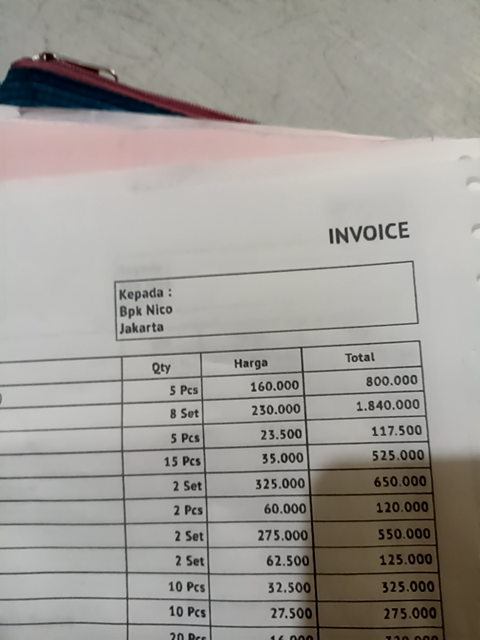 INVOICE
Kepada :
Bpk Nico
Jakarta
Qty Harga Total
) 5 Pcs 160.000 800.000
8 Set 230.000 1.840.000
5 Pcs 23.500 117.500
15 Pcs 35.000 525.000
2 Set 325.000 650.000
2 Pcs 60.000 120.000
2 Set 275.000 550.000
2 Set 62.500 125.000
10 Pcs 32.500 325.000
10 Pcs 27.500 275.000
20 Pcs